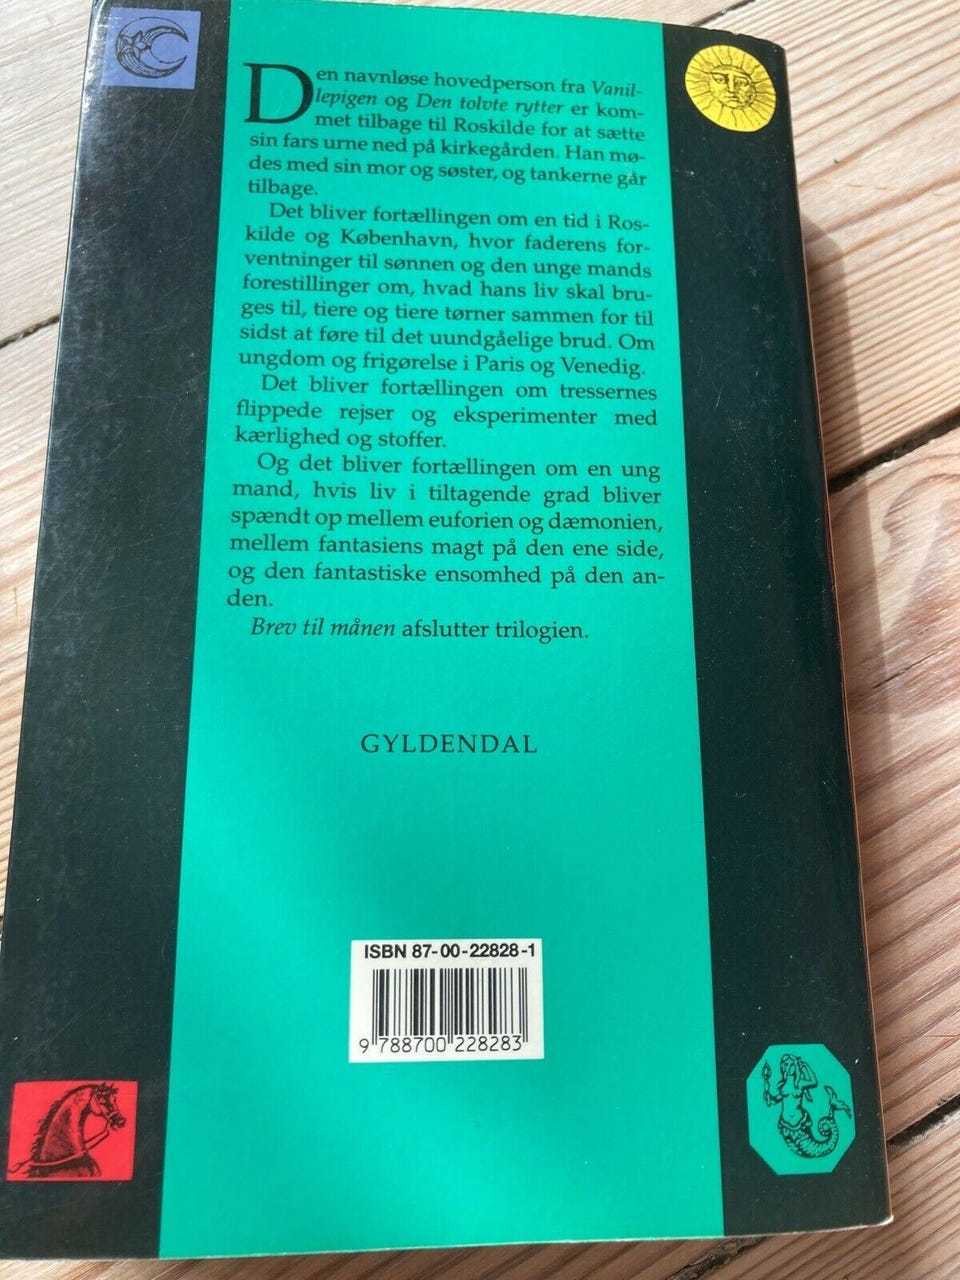 Den navnløse hovedperson fra Vanil-
lepigen og Den tolvte rytter er kom-
met tilbage til Roskilde for at sætte
sin fars urne ned på kirkegården. Han mø-
des med sin mor og søster, og tankerne går
tilbage.
Det bliver fortællingen om en tid i Ros-
kilde og København, hvor faderens for-
ventninger til sønnen og den unge mands
forestillinger om, hvad hans liv skal bru-
ges til, tiere og tiere tørner sammen for til
sidst at føre til det uundgåelige brud. Om
ungdom og frigørelse i Paris og Venedig.
Det bliver fortællingen om tressernes
flippede rejser og eksperimenter med
kærlighed og stoffer.
Og det bliver fortællingen om en ung
mand, hvis liv i tiltagende grad bliver
spændt op mellem euforien og dæmonien,
mellem fantasiens magt på den ene side,
og den fantastiske ensomhed på den an-
den.
Brev til månen afslutter trilogien.
GYLDENDAL
ISBN 87-00-22828-1
9 788700 228283